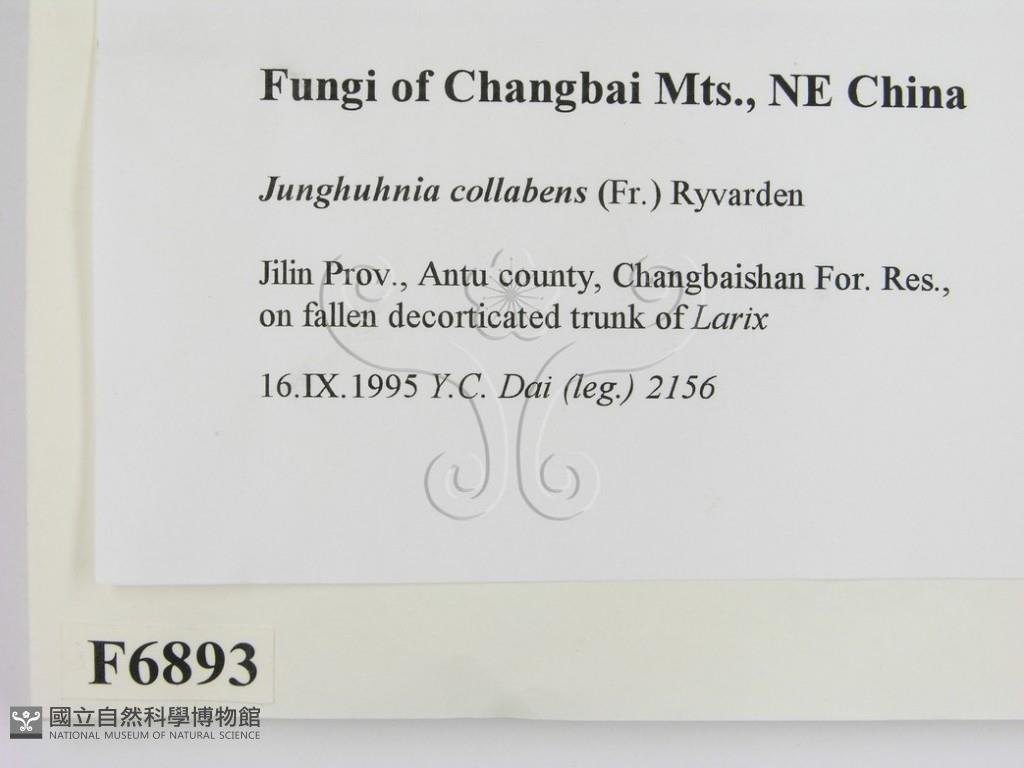 Fungi of Changbai Mts., NE China
Junghuhnia collabens (Fr.) Ryvarden
Jilin Prov., Antu county, Changbaishan For. Res.,
on fallen decorticated trunk of Larix
16.IX.1995 Y.C. Dai (leg.) 2156
F6893
國立自然科學博物館
NATIONAL MUSEUM OF NATURAL SCIENCE